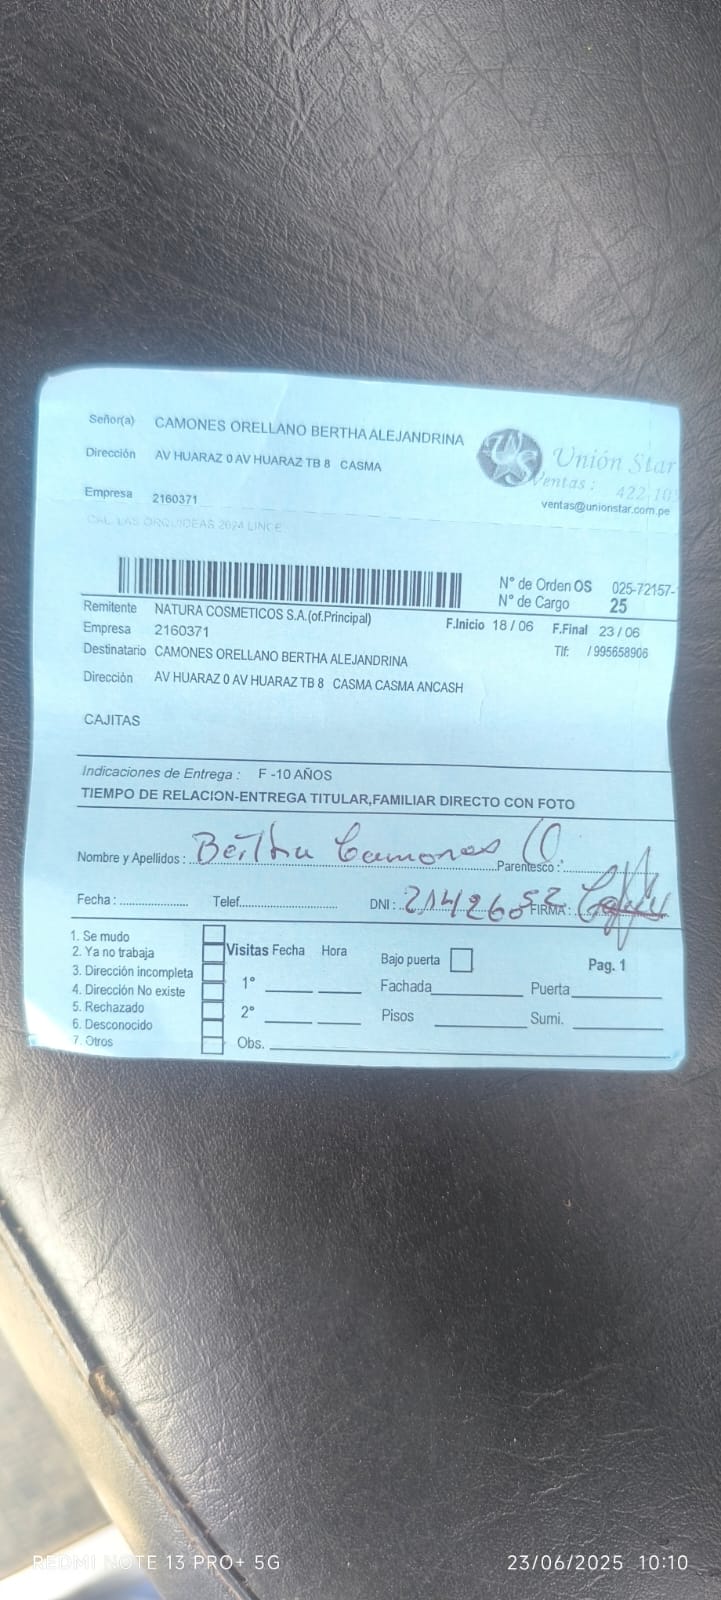 Señor(a) CAMONES ORELLANO BERTHA ALEJANDRINA
Dirección AV HUARAZ 0 AV HUARAZ TB 8 CASMA
Unión Star
Ventas : 422 10
Empresa 2160371
ventas@unionstar.com.pe
CAL. LAS ORQUIDEAS 2024 LINCE
N° de Orden OS 025-72157-
N° de Cargo 25
Remitente NATURA COSMETICOS S.A.(of.Principal)
F.Inicio 18 / 06 F.Final 23 / 06
Empresa 2160371
Tlf: / 995658906
Destinatario CAMONES ORELLANO BERTHA ALEJANDRINA
Dirección AV HUARAZ 0 AV HUARAZ TB 8 CASMA CASMA ANCASH
CAJITAS
Indicaciones de Entrega : F -10 AÑOS
TIEMPO DE RELACION-ENTREGA TITULAR,FAMILIAR DIRECTO CON FOTO
Nombre y Apellidos : Bertha Camones O. Parentesco :
Fecha : Telef. DNI : FIRMA :
1. Se mudo
2. Ya no trabaja
3. Dirección incompleta
4. Dirección No existe
5. Rechazado
6. Desconocido
7. Otros
Visitas Fecha Hora
1°
2°
Obs.
Bajo puerta
Pag. 1
Fachada Puerta
Pisos Sumi.
REDMI NOTE 13 PRO+ 5G 23/06/2025 10:10